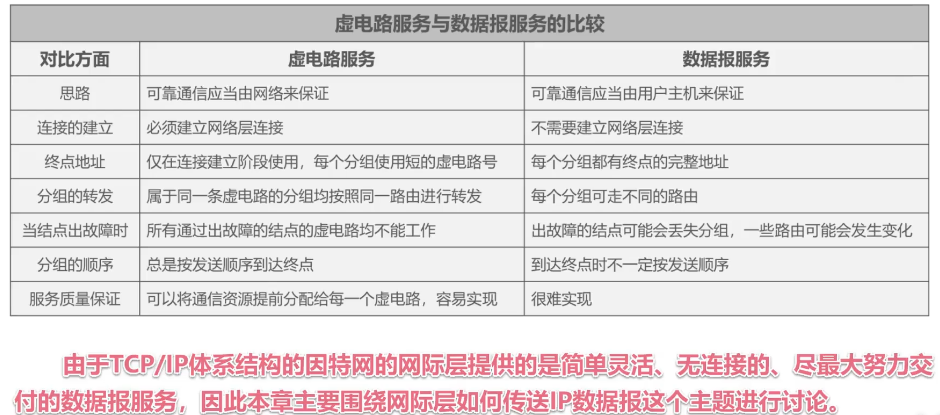 虚电路服务与数据报服务的比较
对比方面 虚电路服务 数据报服务
思路 可靠通信应当由网络来保证 可靠通信应当由用户主机来保证
连接的建立 必须建立网络层连接 不需要建立网络层连接
终点地址 仅在连接建立阶段使用，每个分组使用短的虚电路号 每个分组都有终点的完整地址
分组的转发 属于同一条虚电路的分组均按照同一路由进行转发 每个分组可走不同的路由
当结点出故障时 所有通过出故障的结点的虚电路均不能工作 出故障的结点可能会丢失分组，一些路由可能会发生变化
分组的顺序 总是按发送顺序到达终点 到达终点时不一定按发送顺序
服务质量保证 可以将通信资源提前分配给每一个虚电路，容易实现 很难实现
由于TCP/IP体系结构的因特网的网际层提供的是简单灵活、无连接的、尽最大努力交
付的数据报服务，因此本章主要围绕网际层如何传送IP数据报这个主题进行讨论。